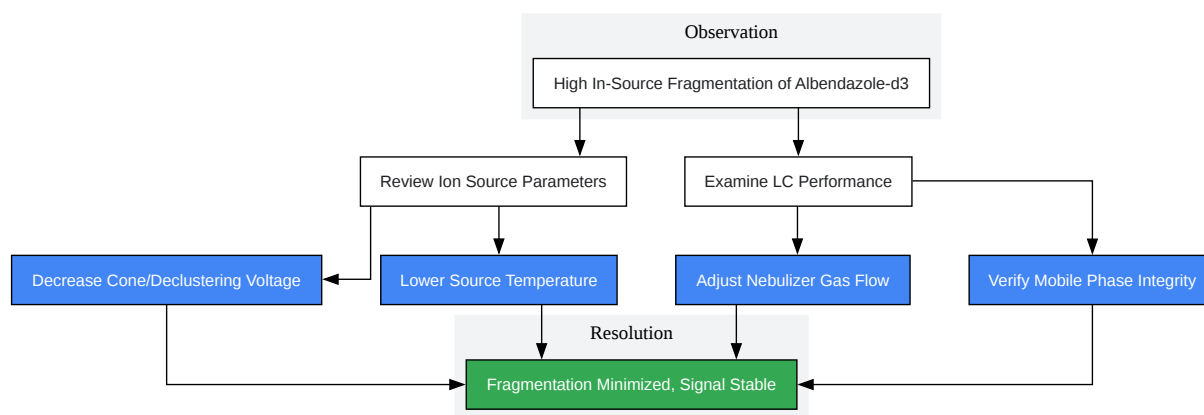 Observation
High In-Source Fragmentation of Albendazole-d3
Review Ion Source Parameters
Examine LC Performance
Decrease Cone/Declustering Voltage
Lower Source Temperature
Adjust Nebulizer Gas Flow
Verify Mobile Phase Integrity
Resolution
Fragmentation Minimized, Signal Stable